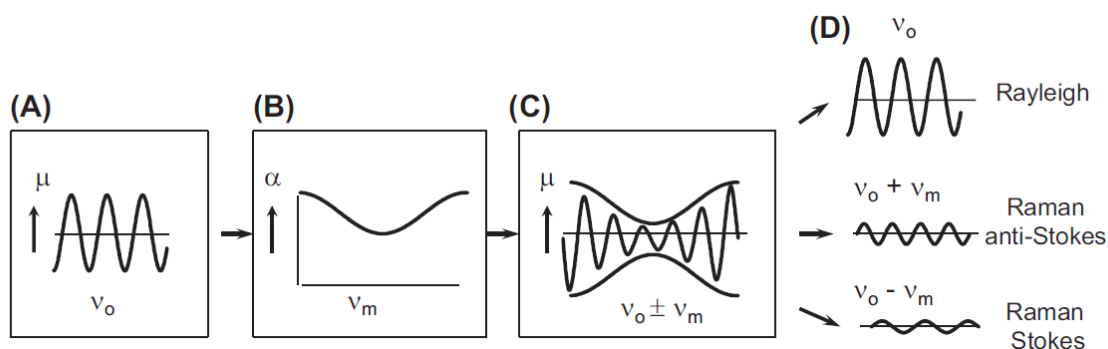 (A)
μ
νo
(B)
α
νm
(C)
μ
νo ± νm
(D)
νo
Rayleigh
νo + νm
Raman
anti-Stokes
νo - νm
Raman
Stokes